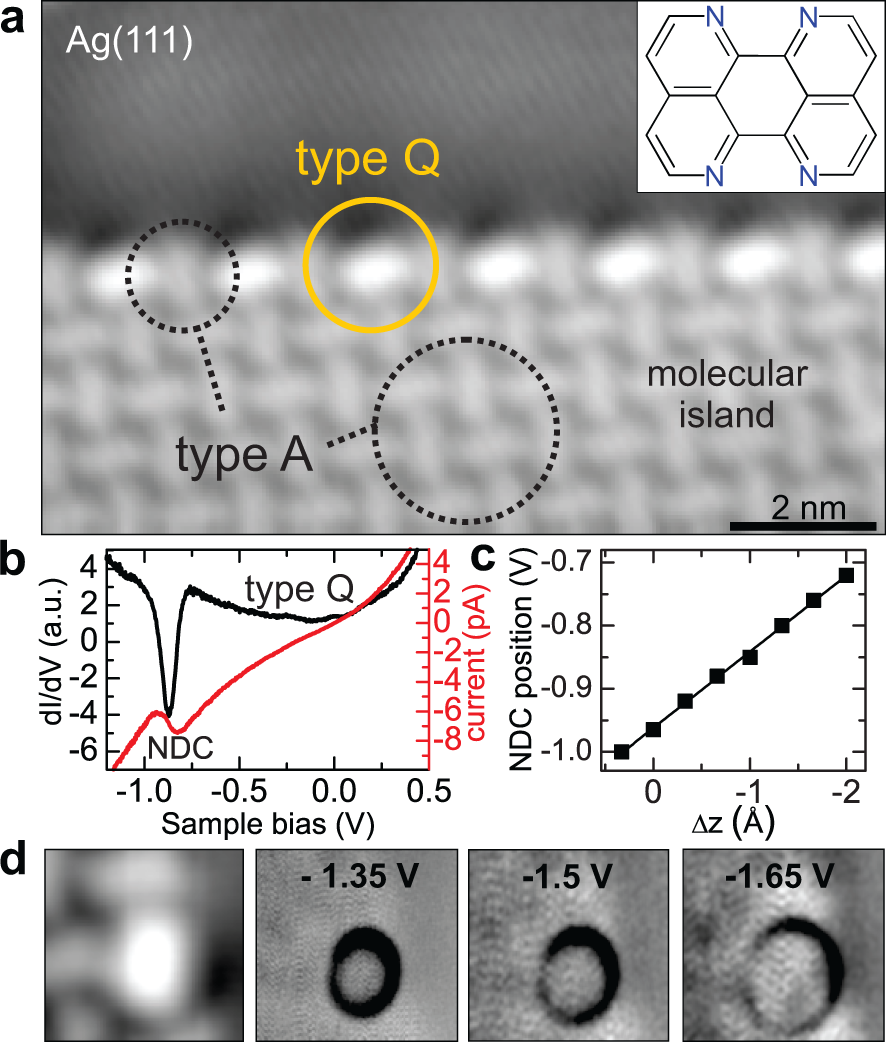 a
Ag(111)
N N
N N
type Q
type A
molecular
island
2 nm
b
4
2
0
-2
-4
-6
dI/dV (a.u.)
type Q
NDC
4
2
0
-2
-4
-6
-8
current (pA)
-1.0 -0.5 0.0 0.5
Sample bias (V)
c
-0.7
-0.8
-0.9
-1.0
NDC position (V)
0 -1 -2
Δz (Å)
d
- 1.35 V
-1.5 V
-1.65 V